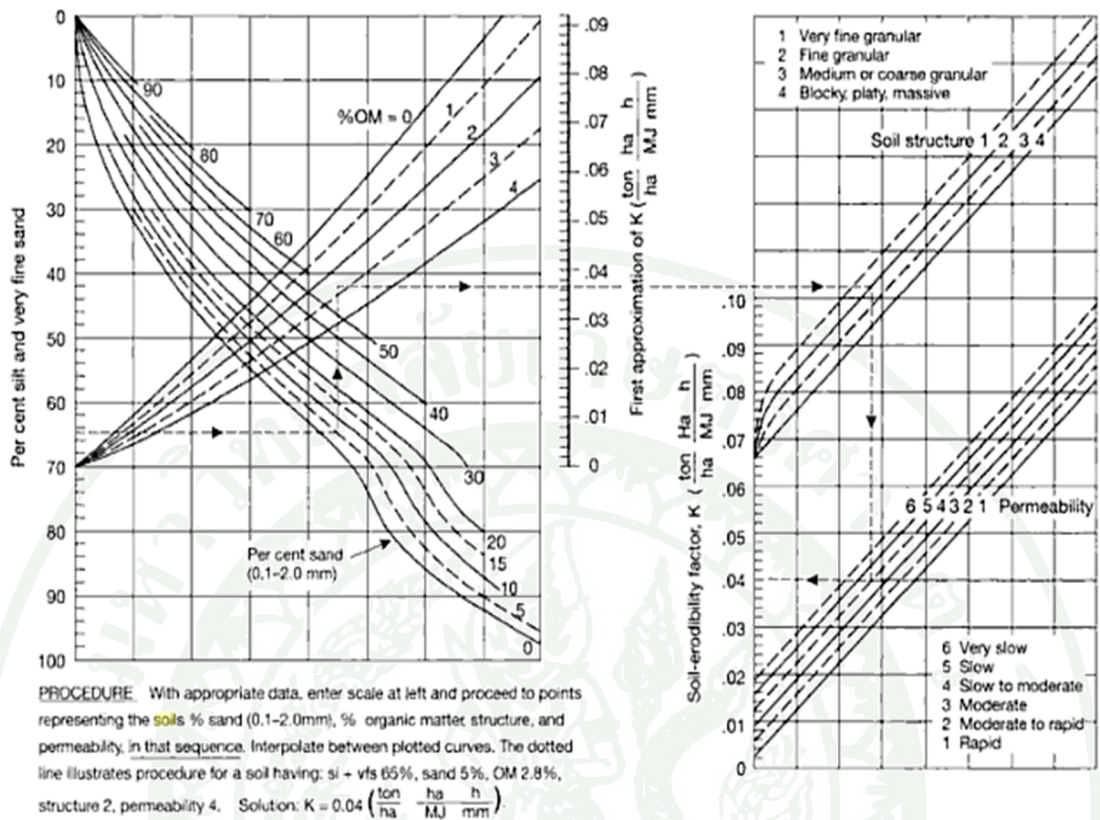 0
10
20
30
40
50
60
70
80
90
100
Per cent silt and very fine sand
90
80
70
60
50
40
30
20
15
10
5
0
Per cent sand
(0.1-2.0 mm)
%OM = 0
1
2
3
4
.09
.08
.07
.06
.05
.04
.03
.02
.01
0
First approximation of K ( ton/ha ha/MJ h/mm )
1 Very fine granular
2 Fine granular
3 Medium or coarse granular
4 Blocky, platy, massive
Soil structure 1 2 3 4
.10
.09
.08
.07
.06
.05
.04
.03
.02
.01
0
Soil-erodibility factor, K ( ton/ha Ha/MJ h/mm )
6 5 4 3 2 1 Permeability
6 Very slow
5 Slow
4 Slow to moderate
3 Moderate
2 Moderate to rapid
1 Rapid
PROCEDURE With appropriate data, enter scale at left and proceed to points
representing the soils % sand (0.1-2.0mm), % organic matter, structure, and
permeability, in that sequence. Interpolate between plotted curves. The dotted
line illustrates procedure for a soil having: si + vfs 65%, sand 5%, OM 2.8%,
structure 2, permeability 4. Solution: K = 0.04 ( ton/ha ha/MJ h/mm ).